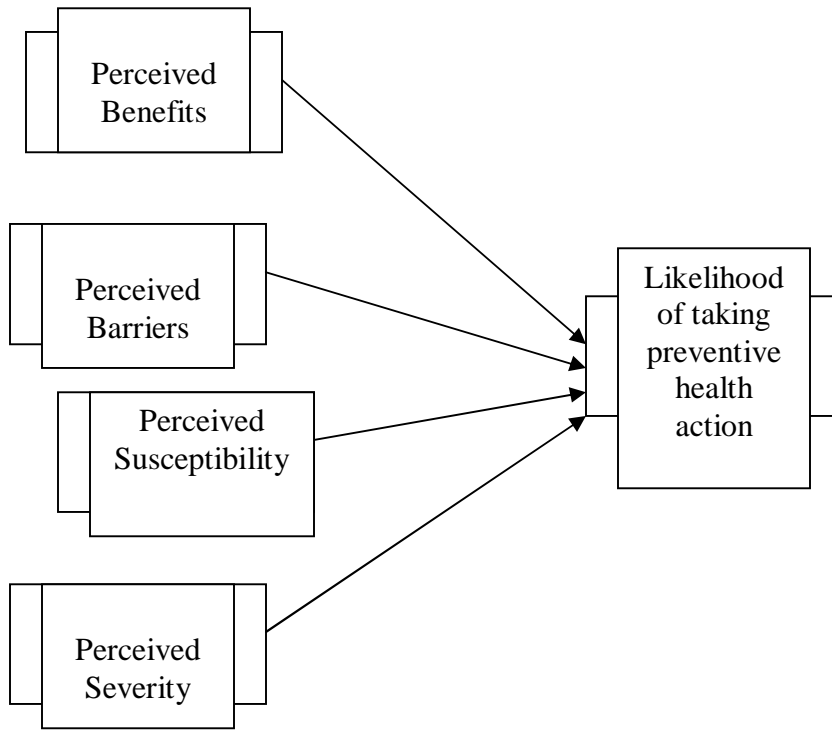 Perceived
Benefits
Perceived
Barriers
Perceived
Susceptibility
Perceived
Severity
Likelihood
of taking
preventive
health
action